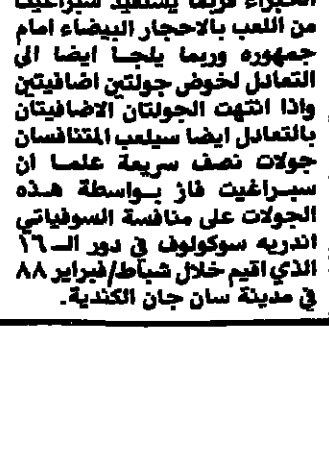 الخبراء فربما يستفيد سبراغيت
من اللعب بالاحجار البيضاء امام
جمهوره وربما يلجأ ايضا الى
التعادل لخوض جولتين اضافيتين
واذا انتهت الجولتان الاضافيتان
بالتعادل ايضا سيلعب المتنافسان
جولات نصف سريعة علما ان
سبراغيت فاز بواسطة هذه
الجولات على منافسة السوفياتي
اندريه سوكولوف في دور الـ ١٦
الذي اقيم خلال شباط/فبراير ٨٨
في مدينة سان جان الكندية.